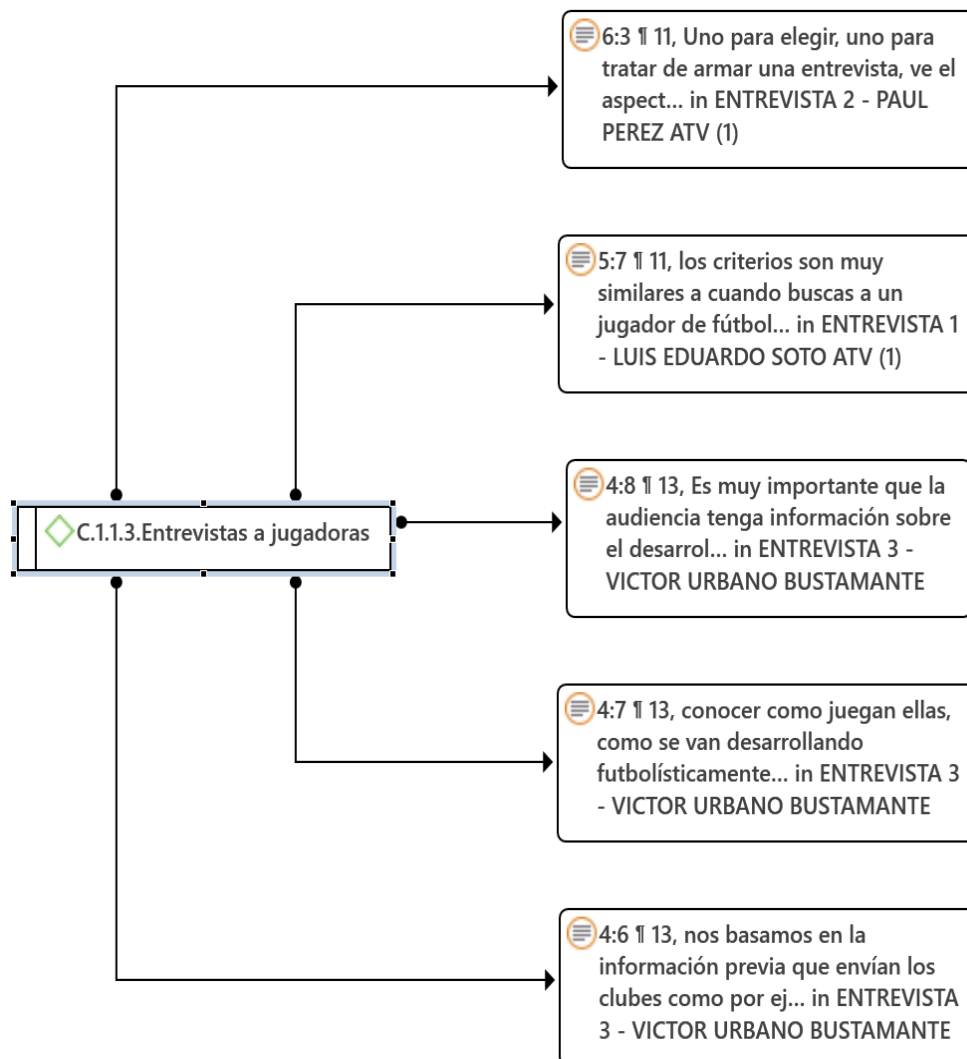 6:3 ¶ 11, Uno para elegir, uno para
tratar de armar una entrevista, ve el
aspect... in ENTREVISTA 2 - PAUL
PEREZ ATV (1)
5:7 ¶ 11, los criterios son muy
similares a cuando buscas a un
jugador de fútbol... in ENTREVISTA 1
- LUIS EDUARDO SOTO ATV (1)
4:8 ¶ 13, Es muy importante que la
audiencia tenga información sobre
el desarrol... in ENTREVISTA 3 -
VICTOR URBANO BUSTAMANTE
C.1.1.3.Entrevistas a jugadoras
4:7 ¶ 13, conocer como juegan ellas,
como se van desarrollando
futbolísticamente... in ENTREVISTA 3
- VICTOR URBANO BUSTAMANTE
4:6 ¶ 13, nos basamos en la
información previa que envían los
clubes como por ej... in ENTREVISTA
3 - VICTOR URBANO BUSTAMANTE